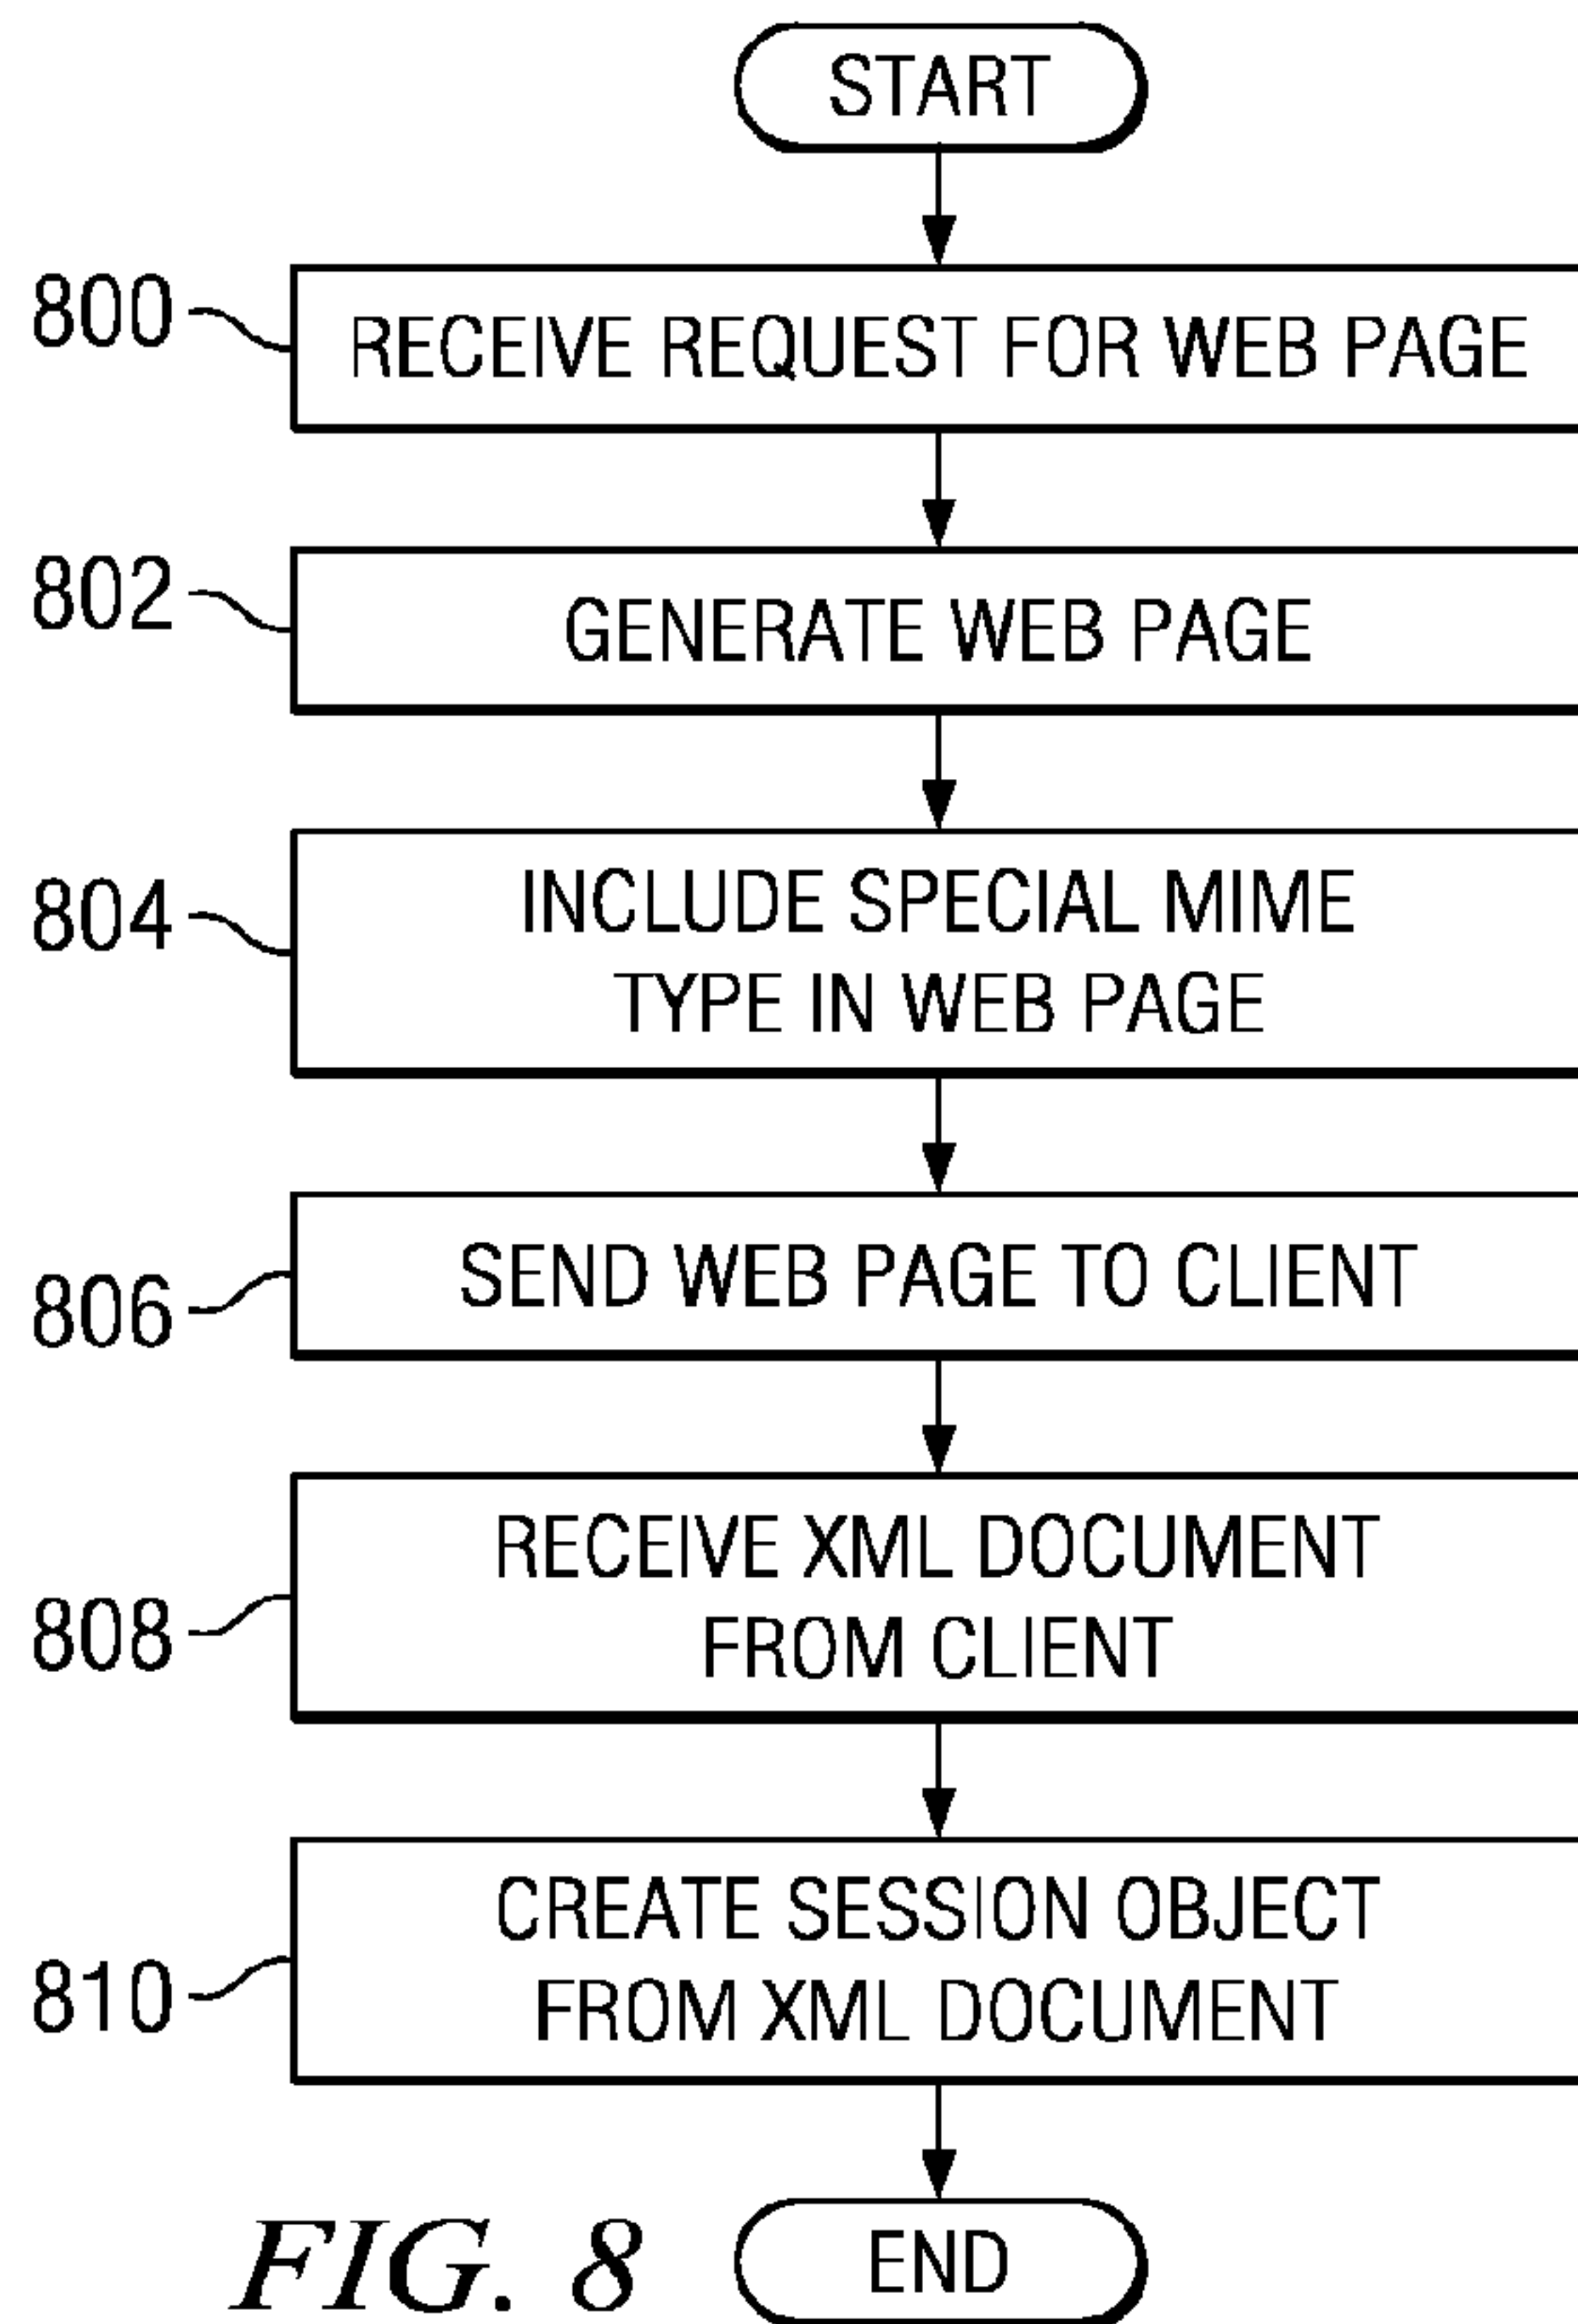 START
800
RECEIVE REQUEST FOR WEB PAGE
802
GENERATE WEB PAGE
804
INCLUDE SPECIAL MIME
TYPE IN WEB PAGE
806
SEND WEB PAGE TO CLIENT
808
RECEIVE XML DOCUMENT
FROM CLIENT
810
CREATE SESSION OBJECT
FROM XML DOCUMENT
FIG. 8
END